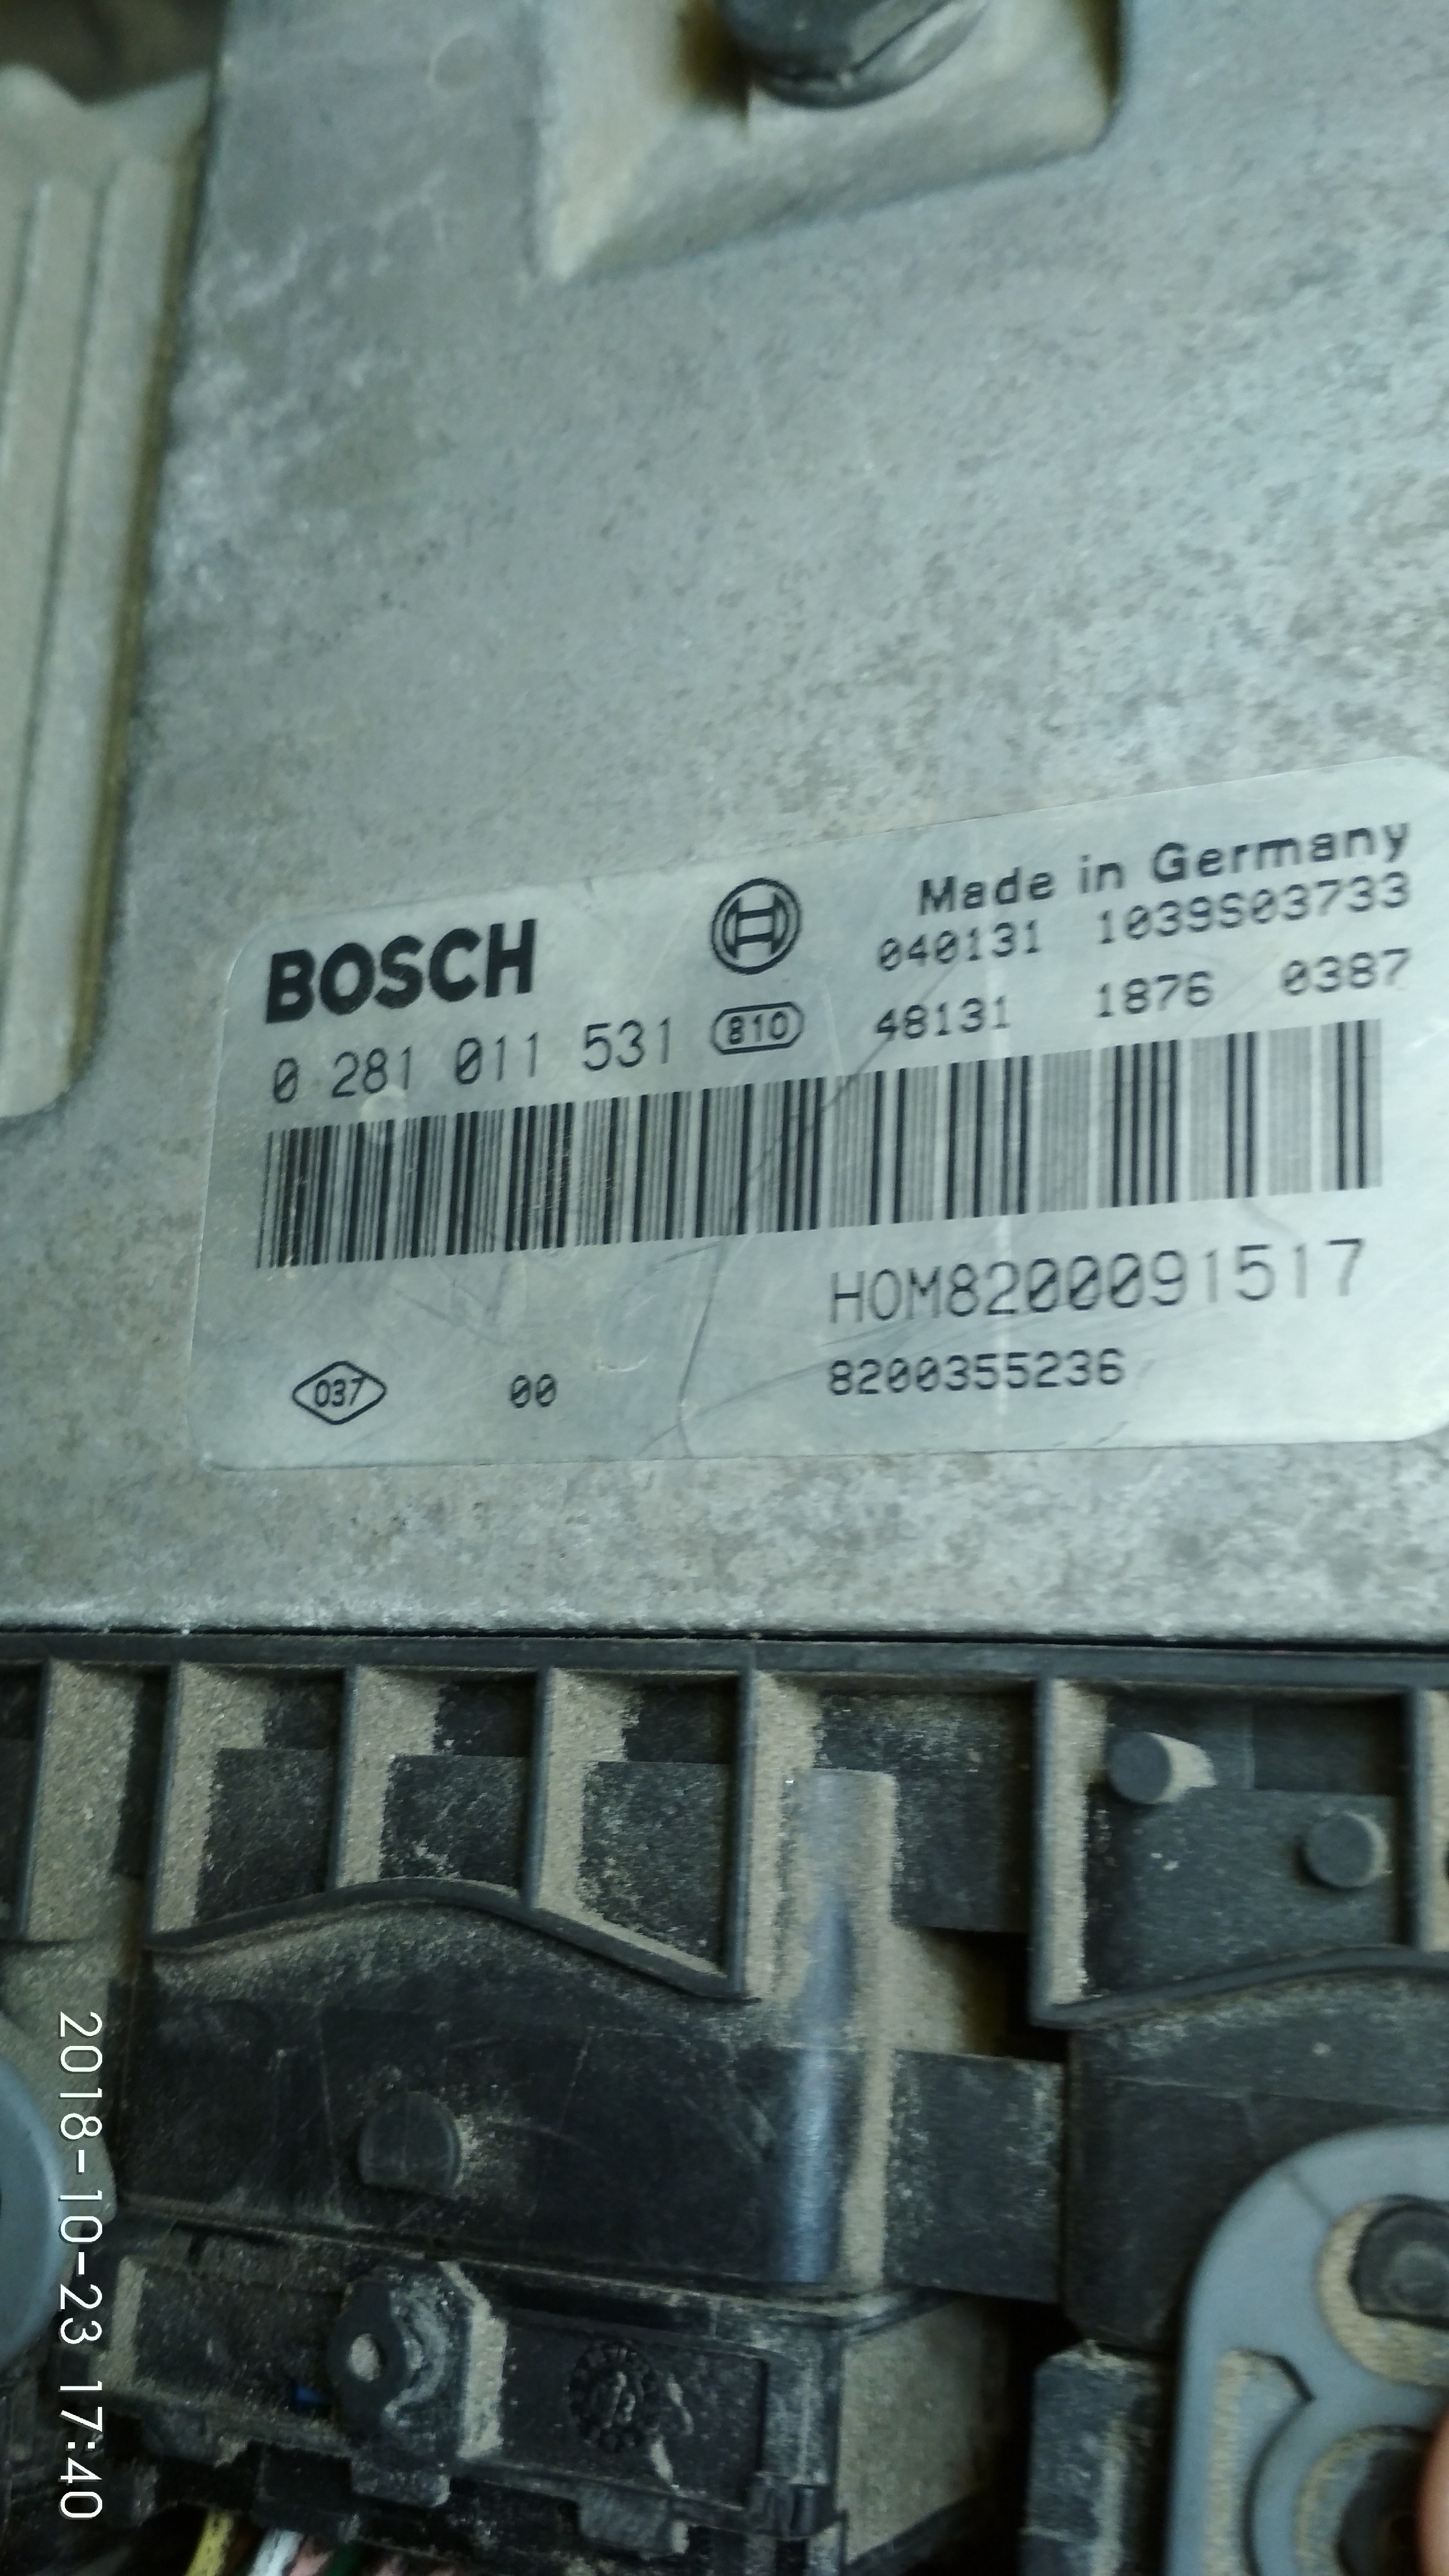 BOSCH
Made in Germany
040131 1039S03733
0 281 011 531 810 48131 1876 0387
HOM8200091517
037 00 8200355236
2018-10-23 17:40